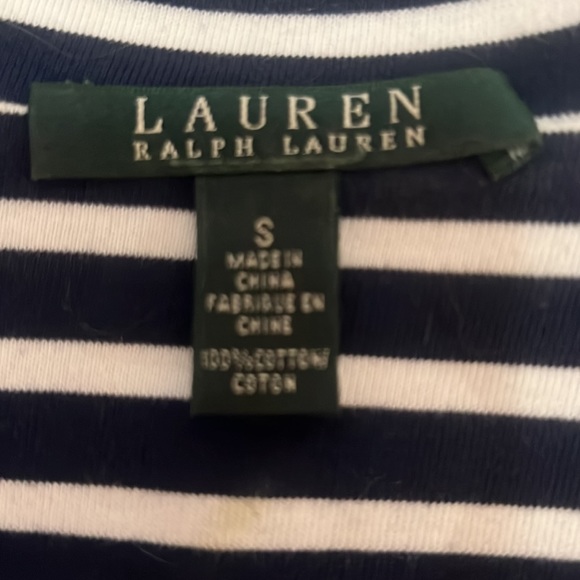 LAUREN
RALPH LAUREN
S
MADE IN
CHINA
FABRIQUE EN
CHINE
100% COTTON/
COTON